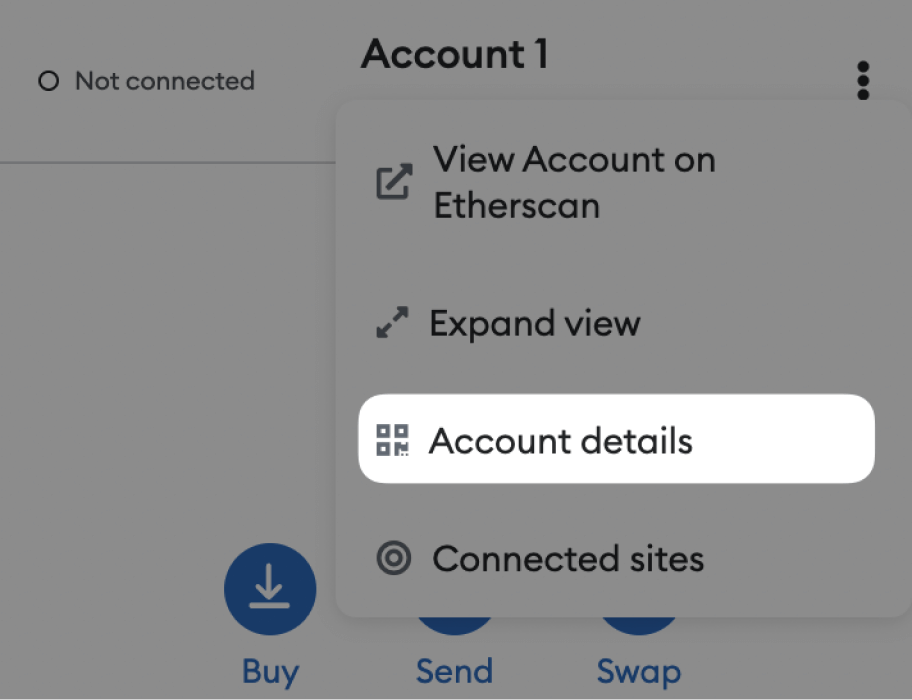 Account 1
Not connected
View Account on
Etherscan
Expand view
Account details
Connected sites
Buy
Send
Swap